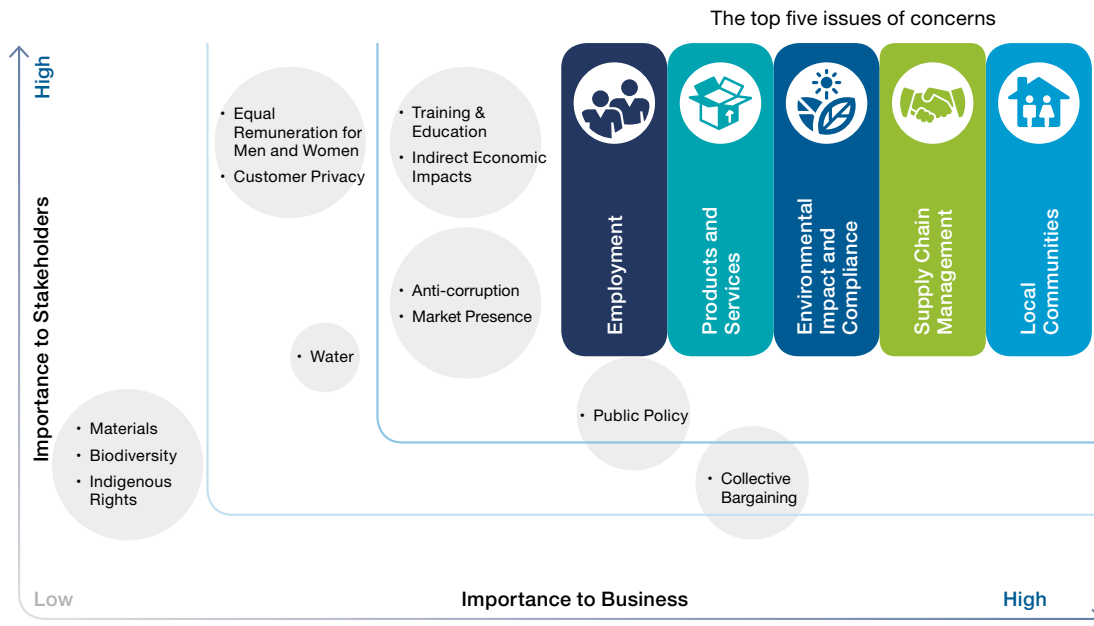 The top five issues of concerns
High
Importance to Stakeholders
• Equal
Remuneration for
Men and Women
• Customer Privacy
• Training &
Education
• Indirect Economic
Impacts
• Anti-corruption
• Market Presence
• Water
• Materials
• Biodiversity
• Indigenous
Rights
Employment
Products and
Services
Environmental
Impact and
Compliance
Supply Chain
Management
Local
Communities
• Public Policy
• Collective
Bargaining
Low
Importance to Business
High